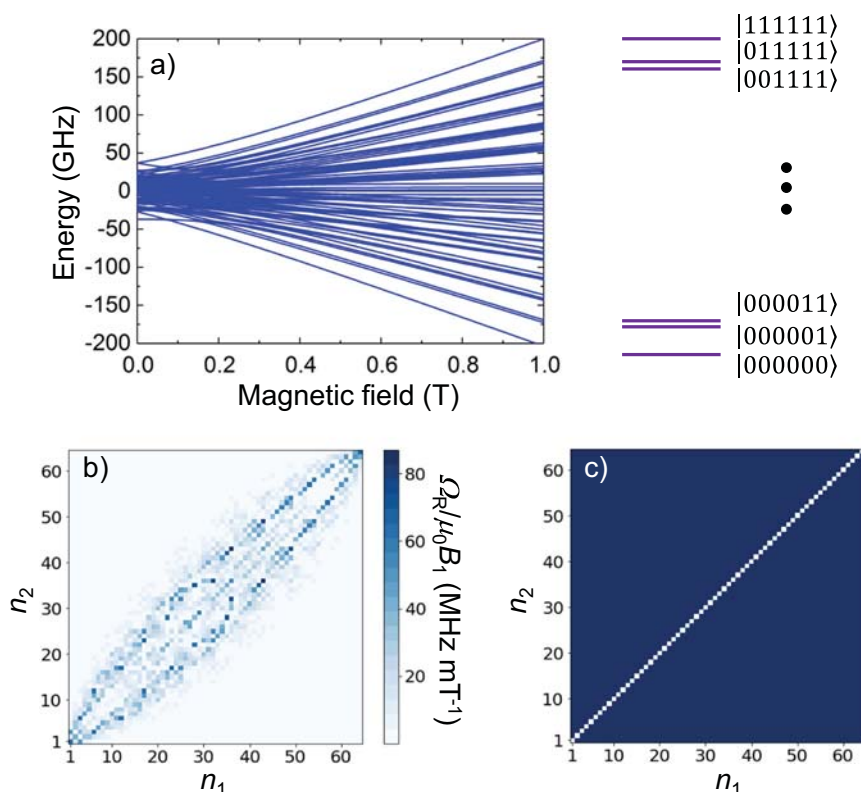 a)
200
150
100
50
0
-50
-100
-150
-200
Energy (GHz)
0.0 0.2 0.4 0.6 0.8 1.0
Magnetic field (T)
|111111⟩
|011111⟩
|001111⟩
|000011⟩
|000001⟩
|000000⟩
b)
60
50
40
30
20
10
1
n₂
1 10 20 30 40 50 60
n₁
80
60
40
20
Ω_R/μ₀B₁ (MHz mT⁻¹)
c)
60
50
40
30
20
10
1
n₂
1 10 20 30 40 50 60
n₁